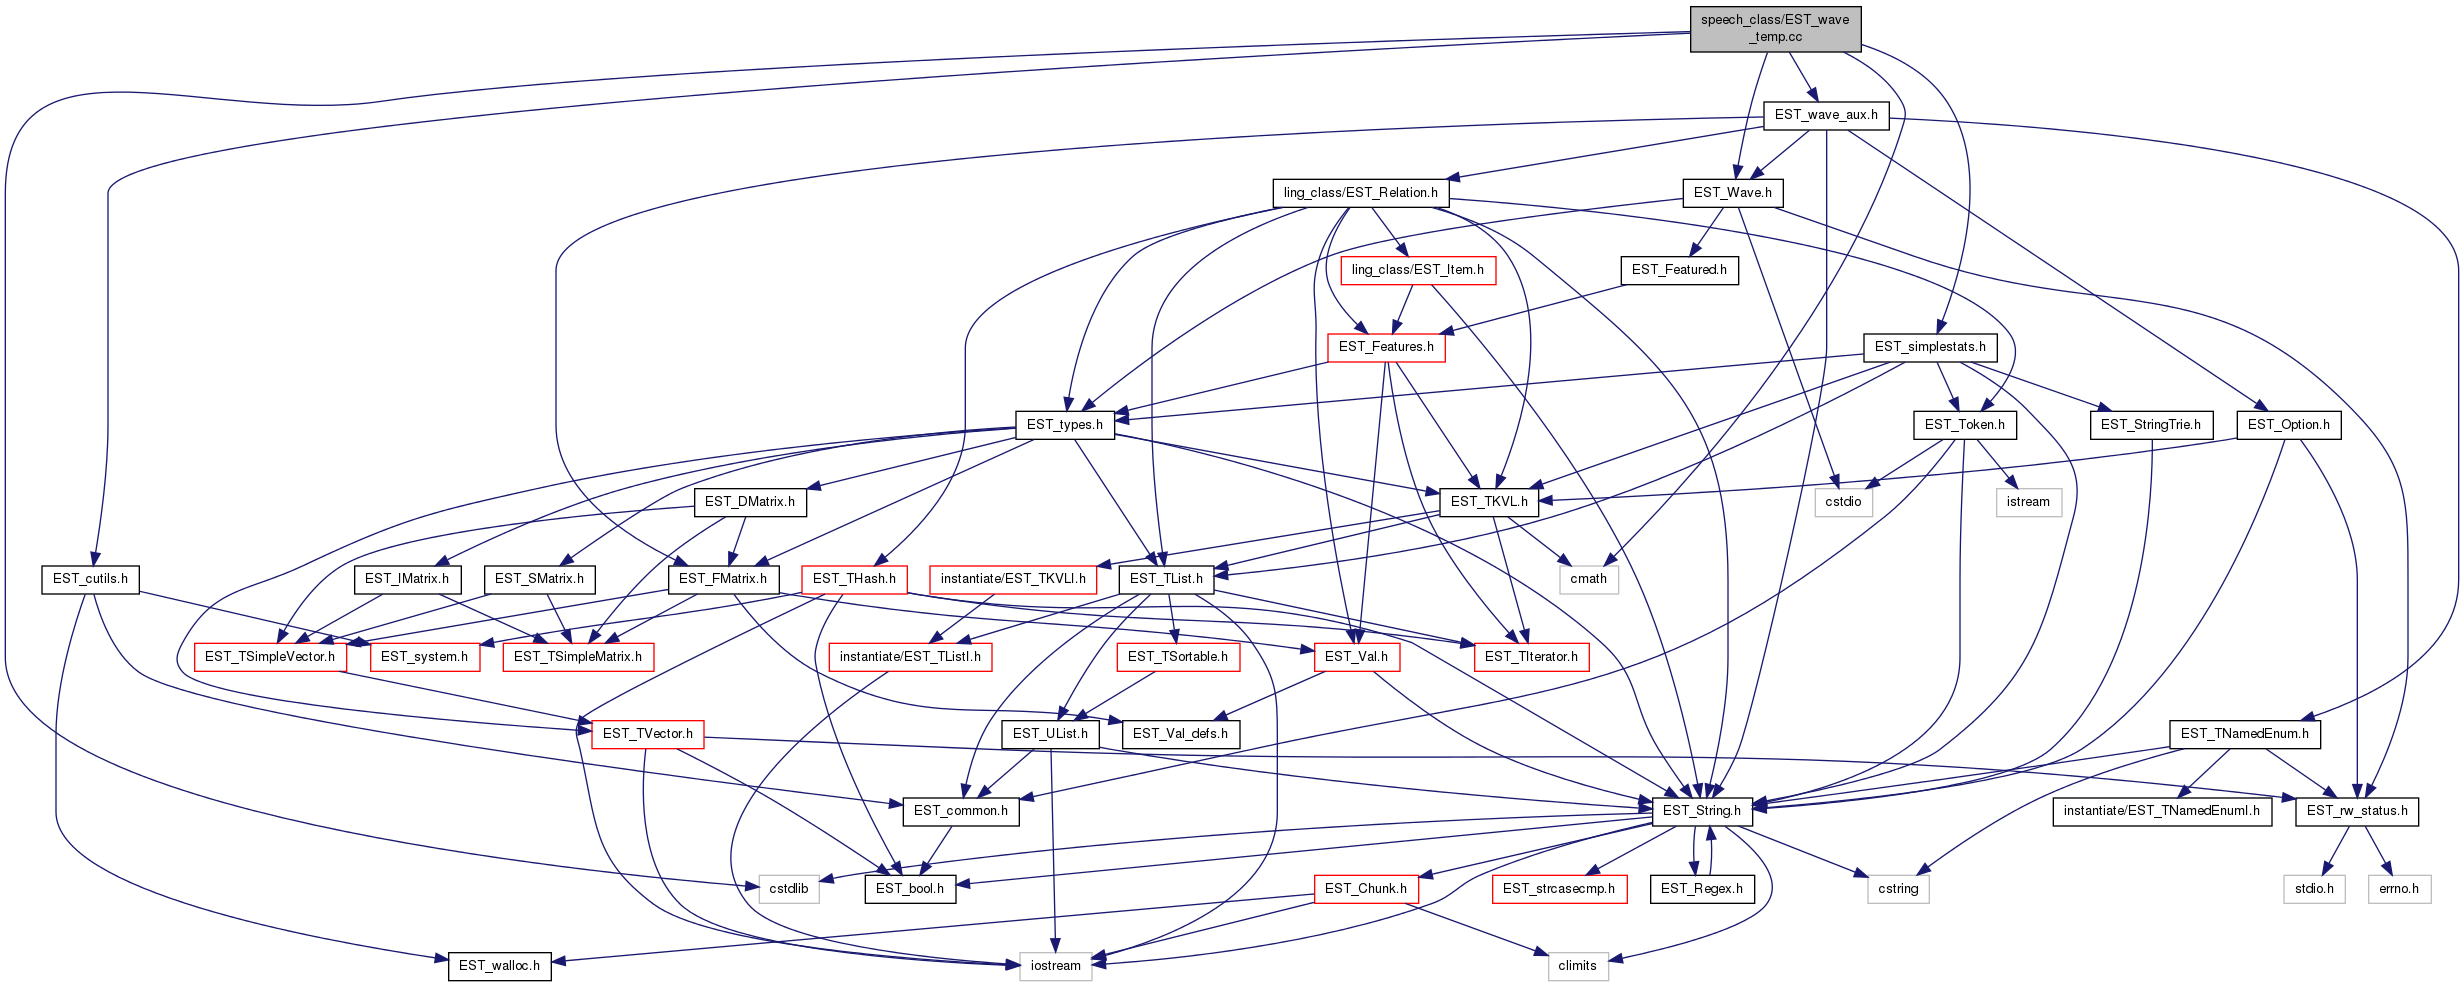 speech_class/EST_wave
_temp.cc
EST_wave_aux.h
ling_class/EST_Relation.h
EST_Wave.h
ling_class/EST_Item.h
EST_Featured.h
EST_Features.h
EST_simplestats.h
EST_types.h
EST_Token.h
EST_StringTrie.h
EST_Option.h
EST_DMatrix.h
EST_TKVL.h
cstdio
istream
EST_cutils.h
EST_IMatrix.h
EST_SMatrix.h
EST_FMatrix.h
EST_THash.h
instantiate/EST_TKVLI.h
EST_TList.h
cmath
EST_TSimpleVector.h
EST_system.h
EST_TSimpleMatrix.h
instantiate/EST_TListI.h
EST_TSortable.h
EST_Val.h
EST_TIterator.h
EST_TVector.h
EST_UList.h
EST_Val_defs.h
EST_TNamedEnum.h
EST_common.h
EST_String.h
instantiate/EST_TNamedEnumI.h
EST_rw_status.h
cstdlib
EST_bool.h
EST_Chunk.h
EST_strcasecmp.h
EST_Regex.h
cstring
stdio.h
errno.h
EST_walloc.h
iostream
climits